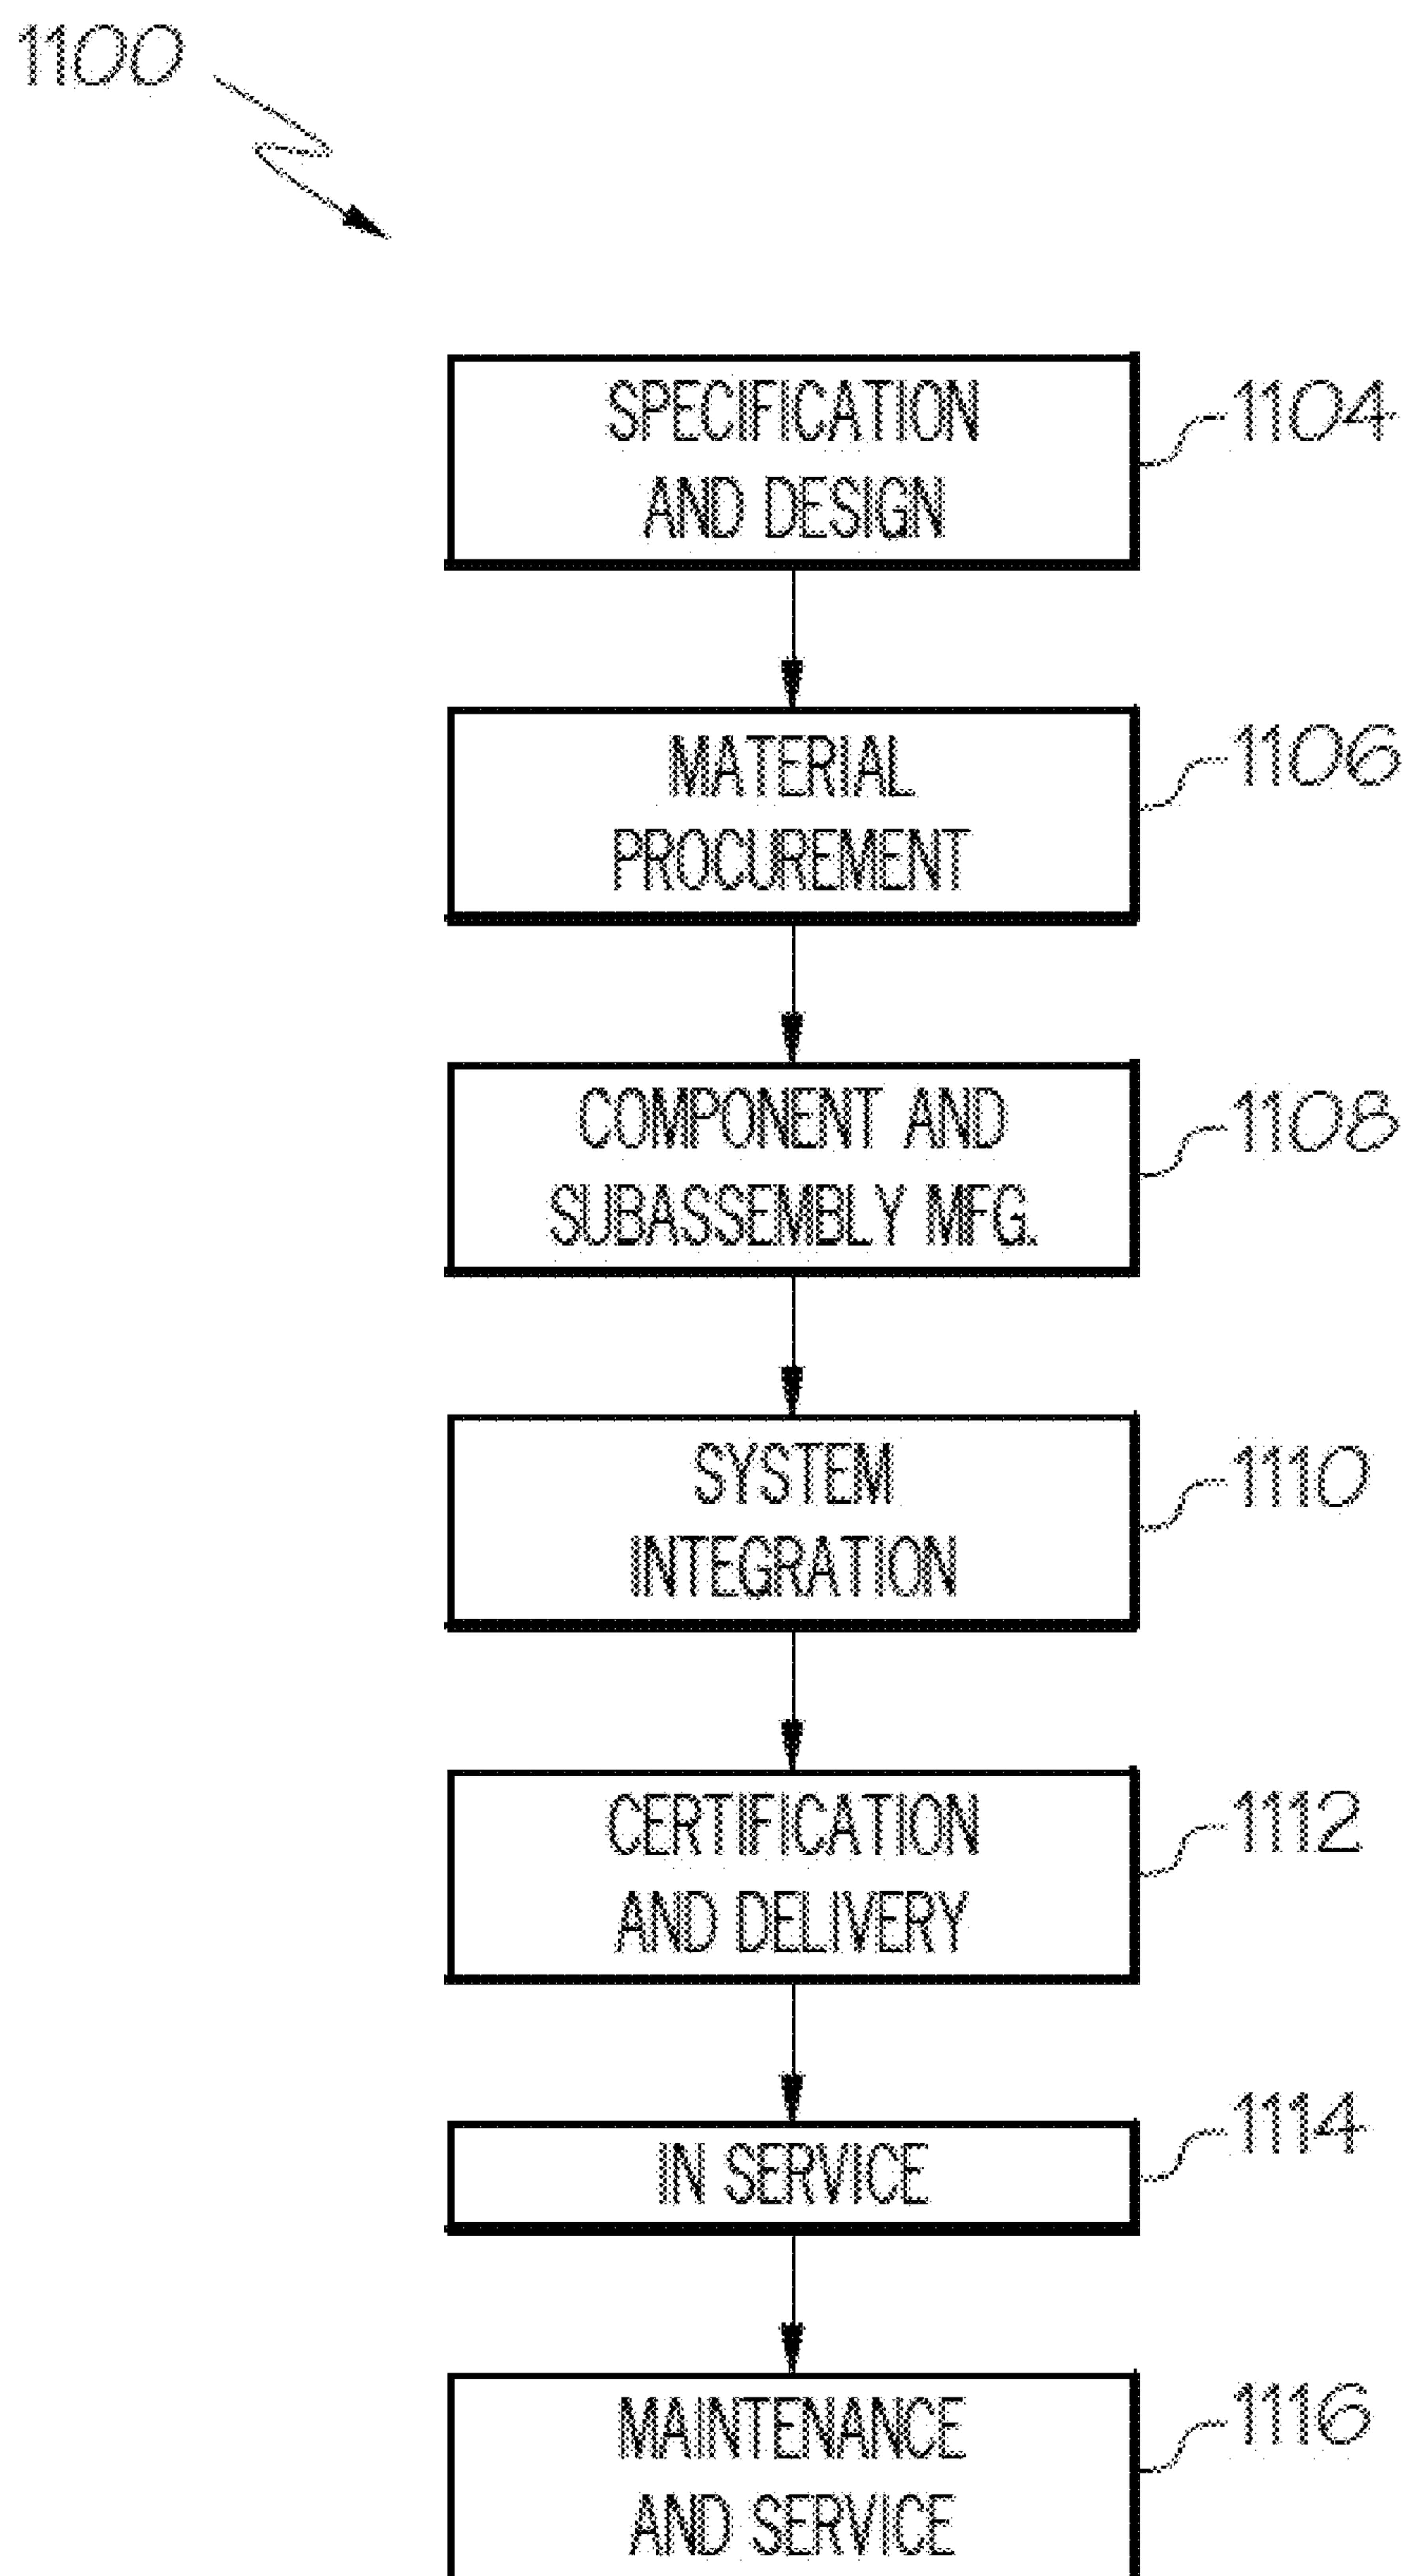 1100
SPECIFICATION
AND DESIGN
1104
MATERIAL
PROCUREMENT
1106
COMPONENT AND
SUBASSEMBLY MFG.
1108
SYSTEM
INTEGRATION
1110
CERTIFICATION
AND DELIVERY
1112
IN SERVICE
1114
MAINTENANCE
AND SERVICE
1116